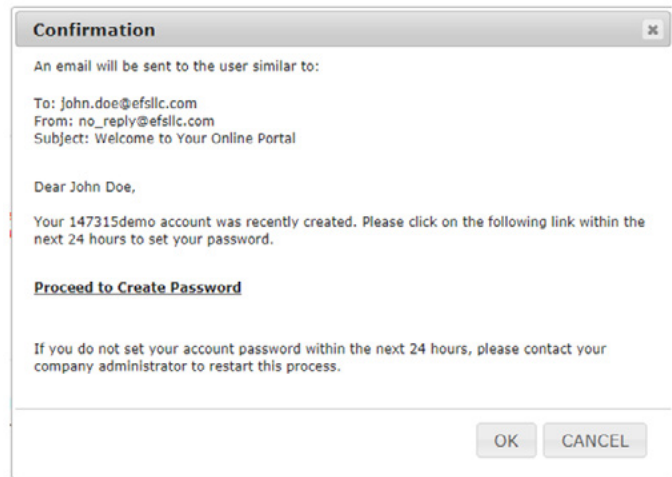 Confirmation
An email will be sent to the user similar to:
To: john.doe@efsllc.com
From: no_reply@efsllc.com
Subject: Welcome to Your Online Portal
Dear John Doe,
Your 147315demo account was recently created. Please click on the following link within the
next 24 hours to set your password.
Proceed to Create Password
If you do not set your account password within the next 24 hours, please contact your
company administrator to restart this process.
OK CANCEL